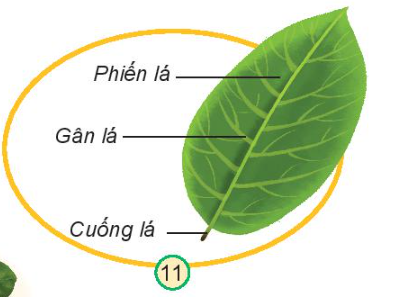 Phiến lá
Gân lá
Cuống lá
11